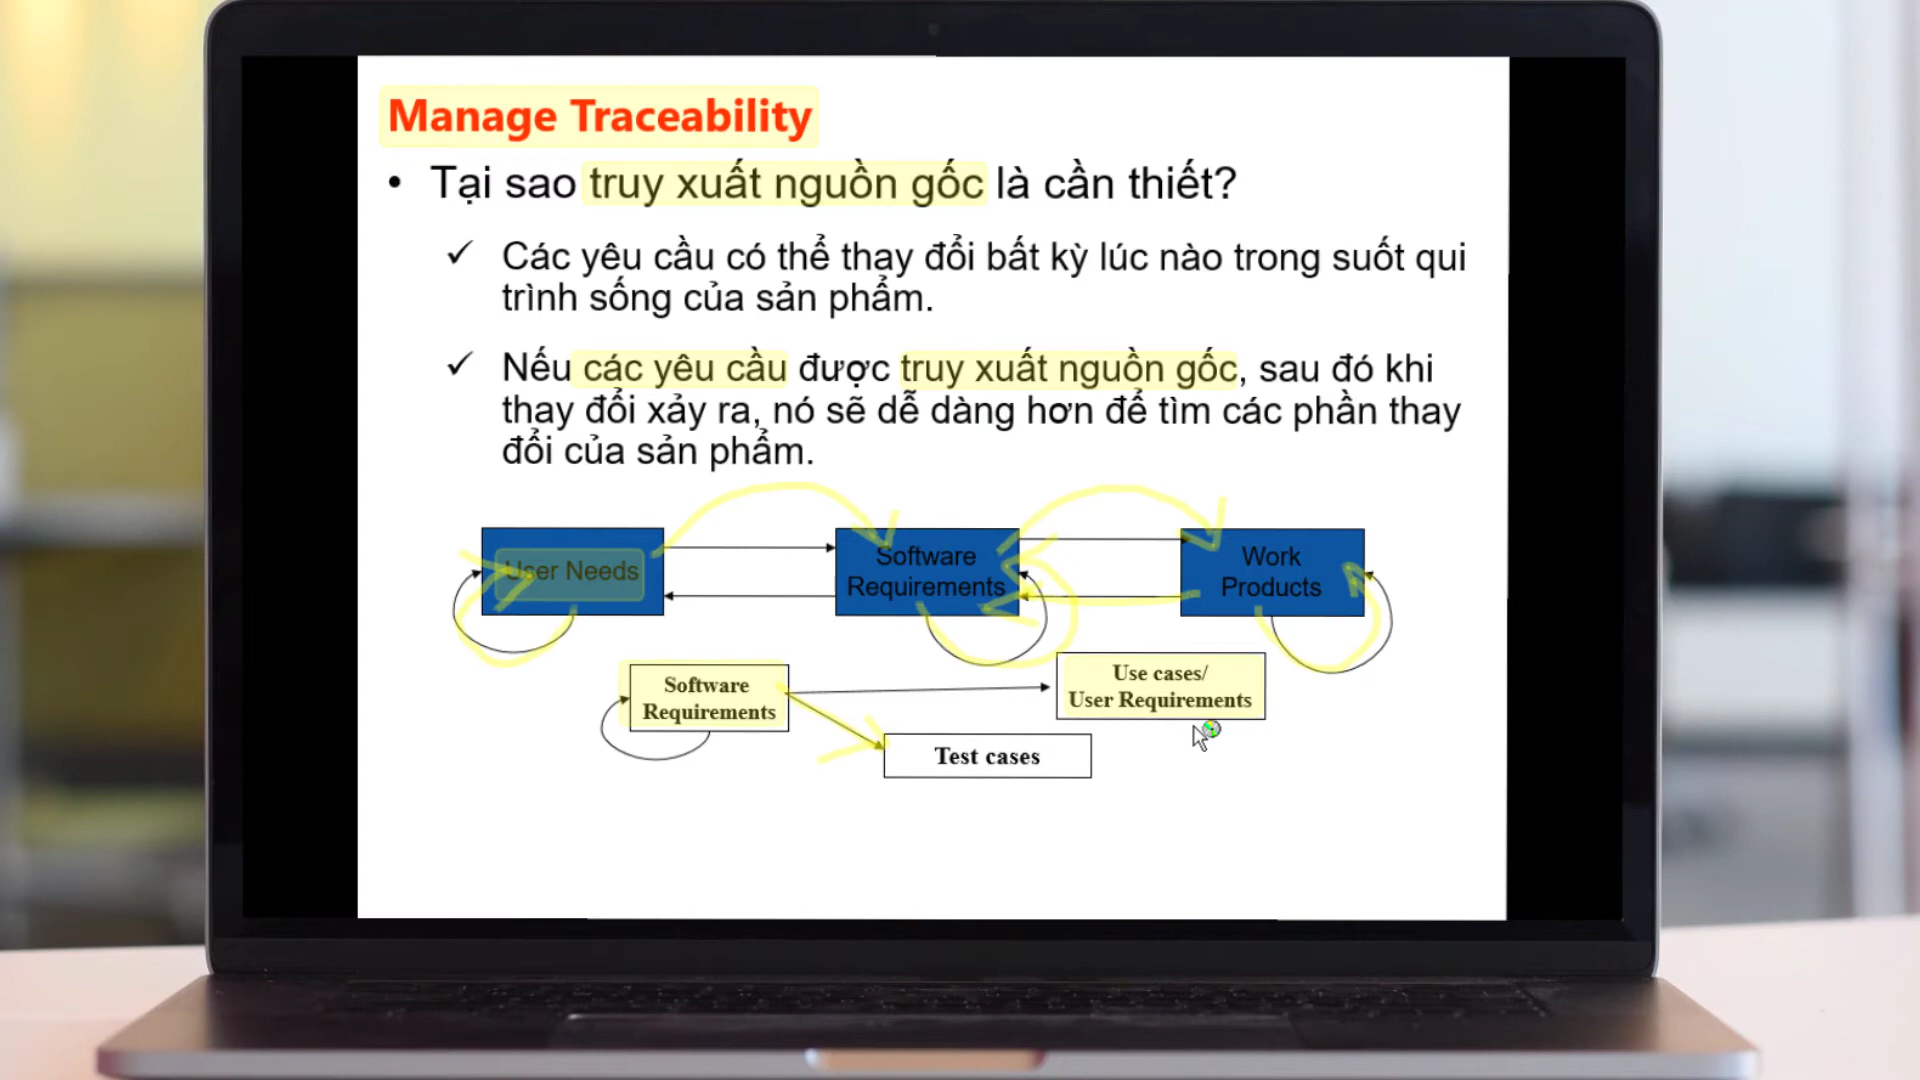 Manage Traceability
• Tại sao truy xuất nguồn gốc là cần thiết?
✓ Các yêu cầu có thể thay đổi bất kỳ lúc nào trong suốt qui
trình sống của sản phẩm.
✓ Nếu các yêu cầu được truy xuất nguồn gốc, sau đó khi
thay đổi xảy ra, nó sẽ dễ dàng hơn để tìm các phần thay
đổi của sản phẩm.
User Needs
Software
Requirements
Work
Products
Software
Requirements
Use cases/
User Requirements
Test cases